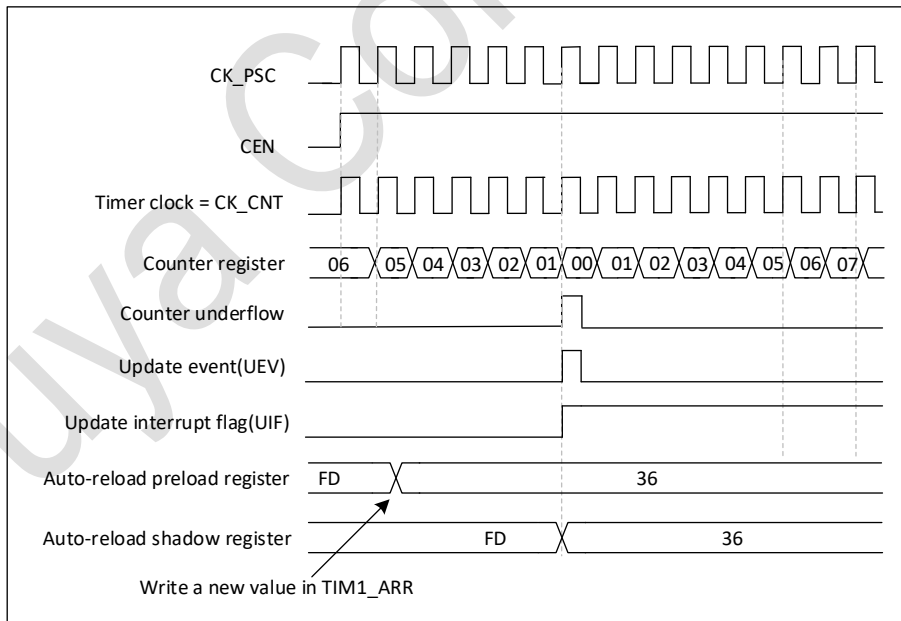 CK_PSC
CEN
Timer clock = CK_CNT
Counter register 06 05 04 03 02 01 00 01 02 03 04 05 06 07
Counter underflow
Update event(UEV)
Update interrupt flag(UIF)
Auto-reload preload register FD 36
Auto-reload shadow register FD 36
Write a new value in TIM1_ARR